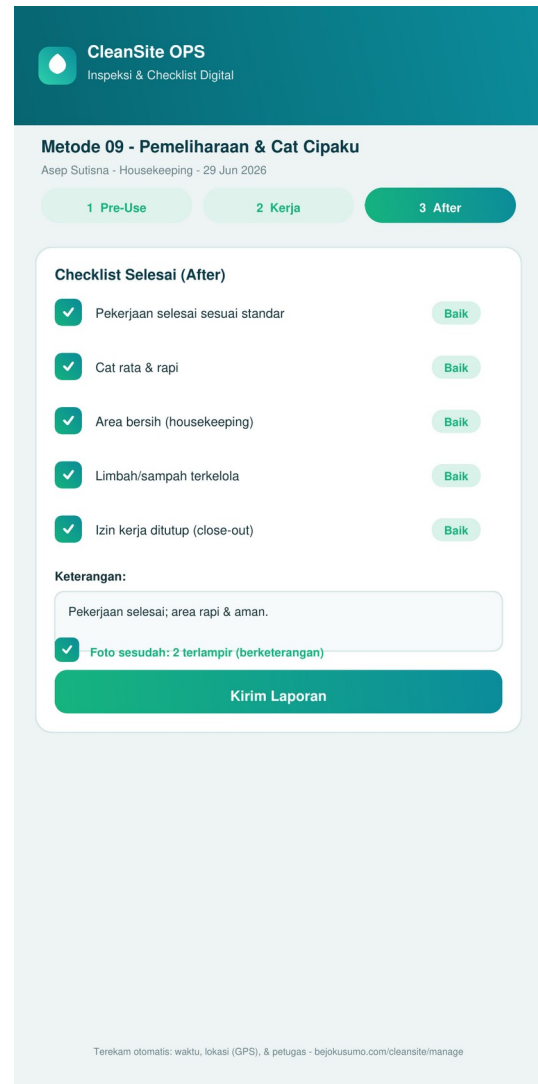 CleanSite OPS
Inspeksi & Checklist Digital
Metode 09 - Pemeliharaan & Cat Cipaku
Asep Sutisna - Housekeeping - 29 Jun 2026
1 Pre-Use
2 Kerja
3 After
Checklist Selesai (After)
Pekerjaan selesai sesuai standar
Baik
Cat rata & rapi
Baik
Area bersih (housekeeping)
Baik
Limbah/sampah terkelola
Baik
Izin kerja ditutup (close-out)
Baik
Keterangan:
Pekerjaan selesai; area rapi & aman.
Foto sesudah: 2 terlampir (berketerangan)
Kirim Laporan
Terekam otomatis: waktu, lokasi (GPS), & petugas - bejokusumo.com/cleansite/manage